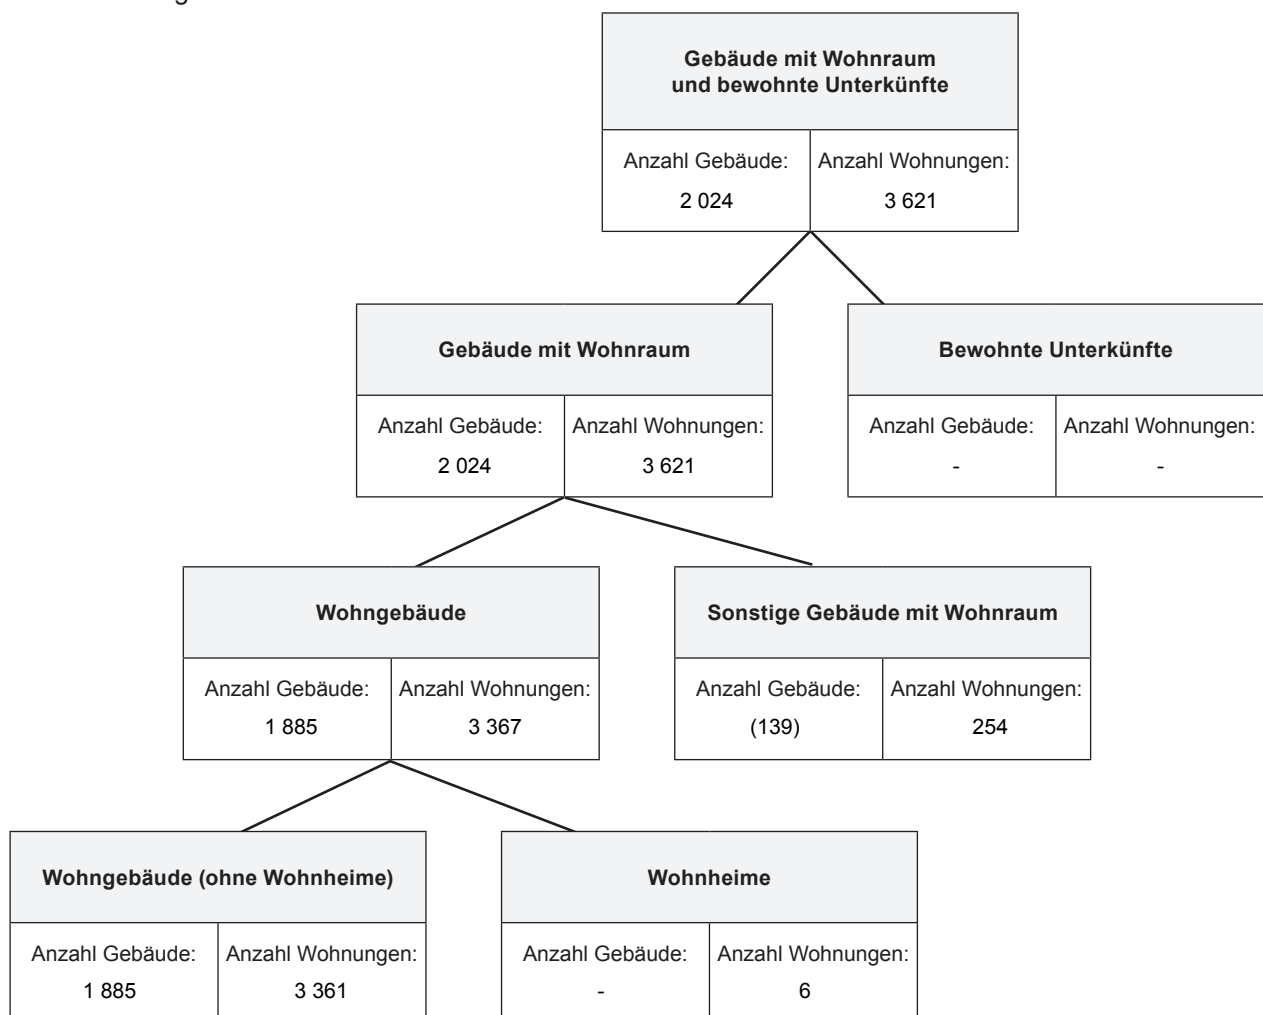 Gebäude mit Wohnraum
und bewohnte Unterkünfte
Anzahl Gebäude: Anzahl Wohnungen:
2 024 3 621
Gebäude mit Wohnraum
Anzahl Gebäude: Anzahl Wohnungen:
2 024 3 621
Bewohnte Unterkünfte
Anzahl Gebäude: Anzahl Wohnungen:
- -
Wohngebäude
Anzahl Gebäude: Anzahl Wohnungen:
1 885 3 367
Sonstige Gebäude mit Wohnraum
Anzahl Gebäude: Anzahl Wohnungen:
(139) 254
Wohngebäude (ohne Wohnheime)
Anzahl Gebäude: Anzahl Wohnungen:
1 885 3 361
Wohnheime
Anzahl Gebäude: Anzahl Wohnungen:
- 6